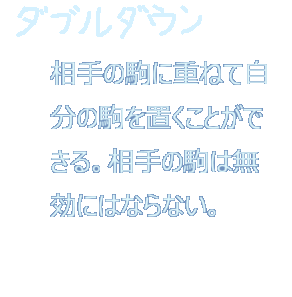 ダブルダウン
相手の駒に重ねて自
分の駒を置くことがで
きる。相手の駒は無
効にはならない。